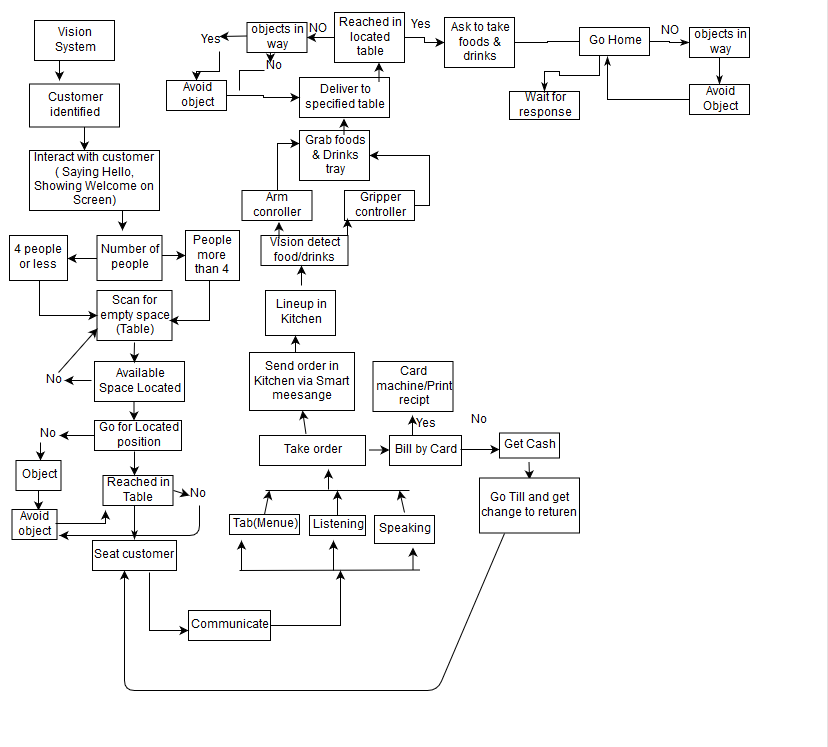 Vision
System
Customer
identified
Interact with customer
( Saying Hello,
Showing Welcome on
Screen)
4 people
or less
Number of
people
People
more
than 4
Scan for
empty space
(Table)
No
Available
Space Located
No
Go for Located
position
Object
Reached in
Table
No
Avoid
object
Seat customer
Communicate
Yes
objects in
way
NO
No
Reached in
located
table
Yes
Ask to take
foods &
drinks
Go Home
NO
objects in
way
Avoid
object
Deliver to
specified table
Wait for
response
Avoid
Object
Grab foods
& Drinks
tray
Arm
conroller
Gripper
controller
Vision detect
food/drinks
Lineup in
Kitchen
Send order in
Kitchen via Smart
meesange
Card
machine/Print
recipt
Yes
No
Take order
Bill by Card
Get Cash
Go Till and get
change to returen
Tab(Menue)
Listening
Speaking